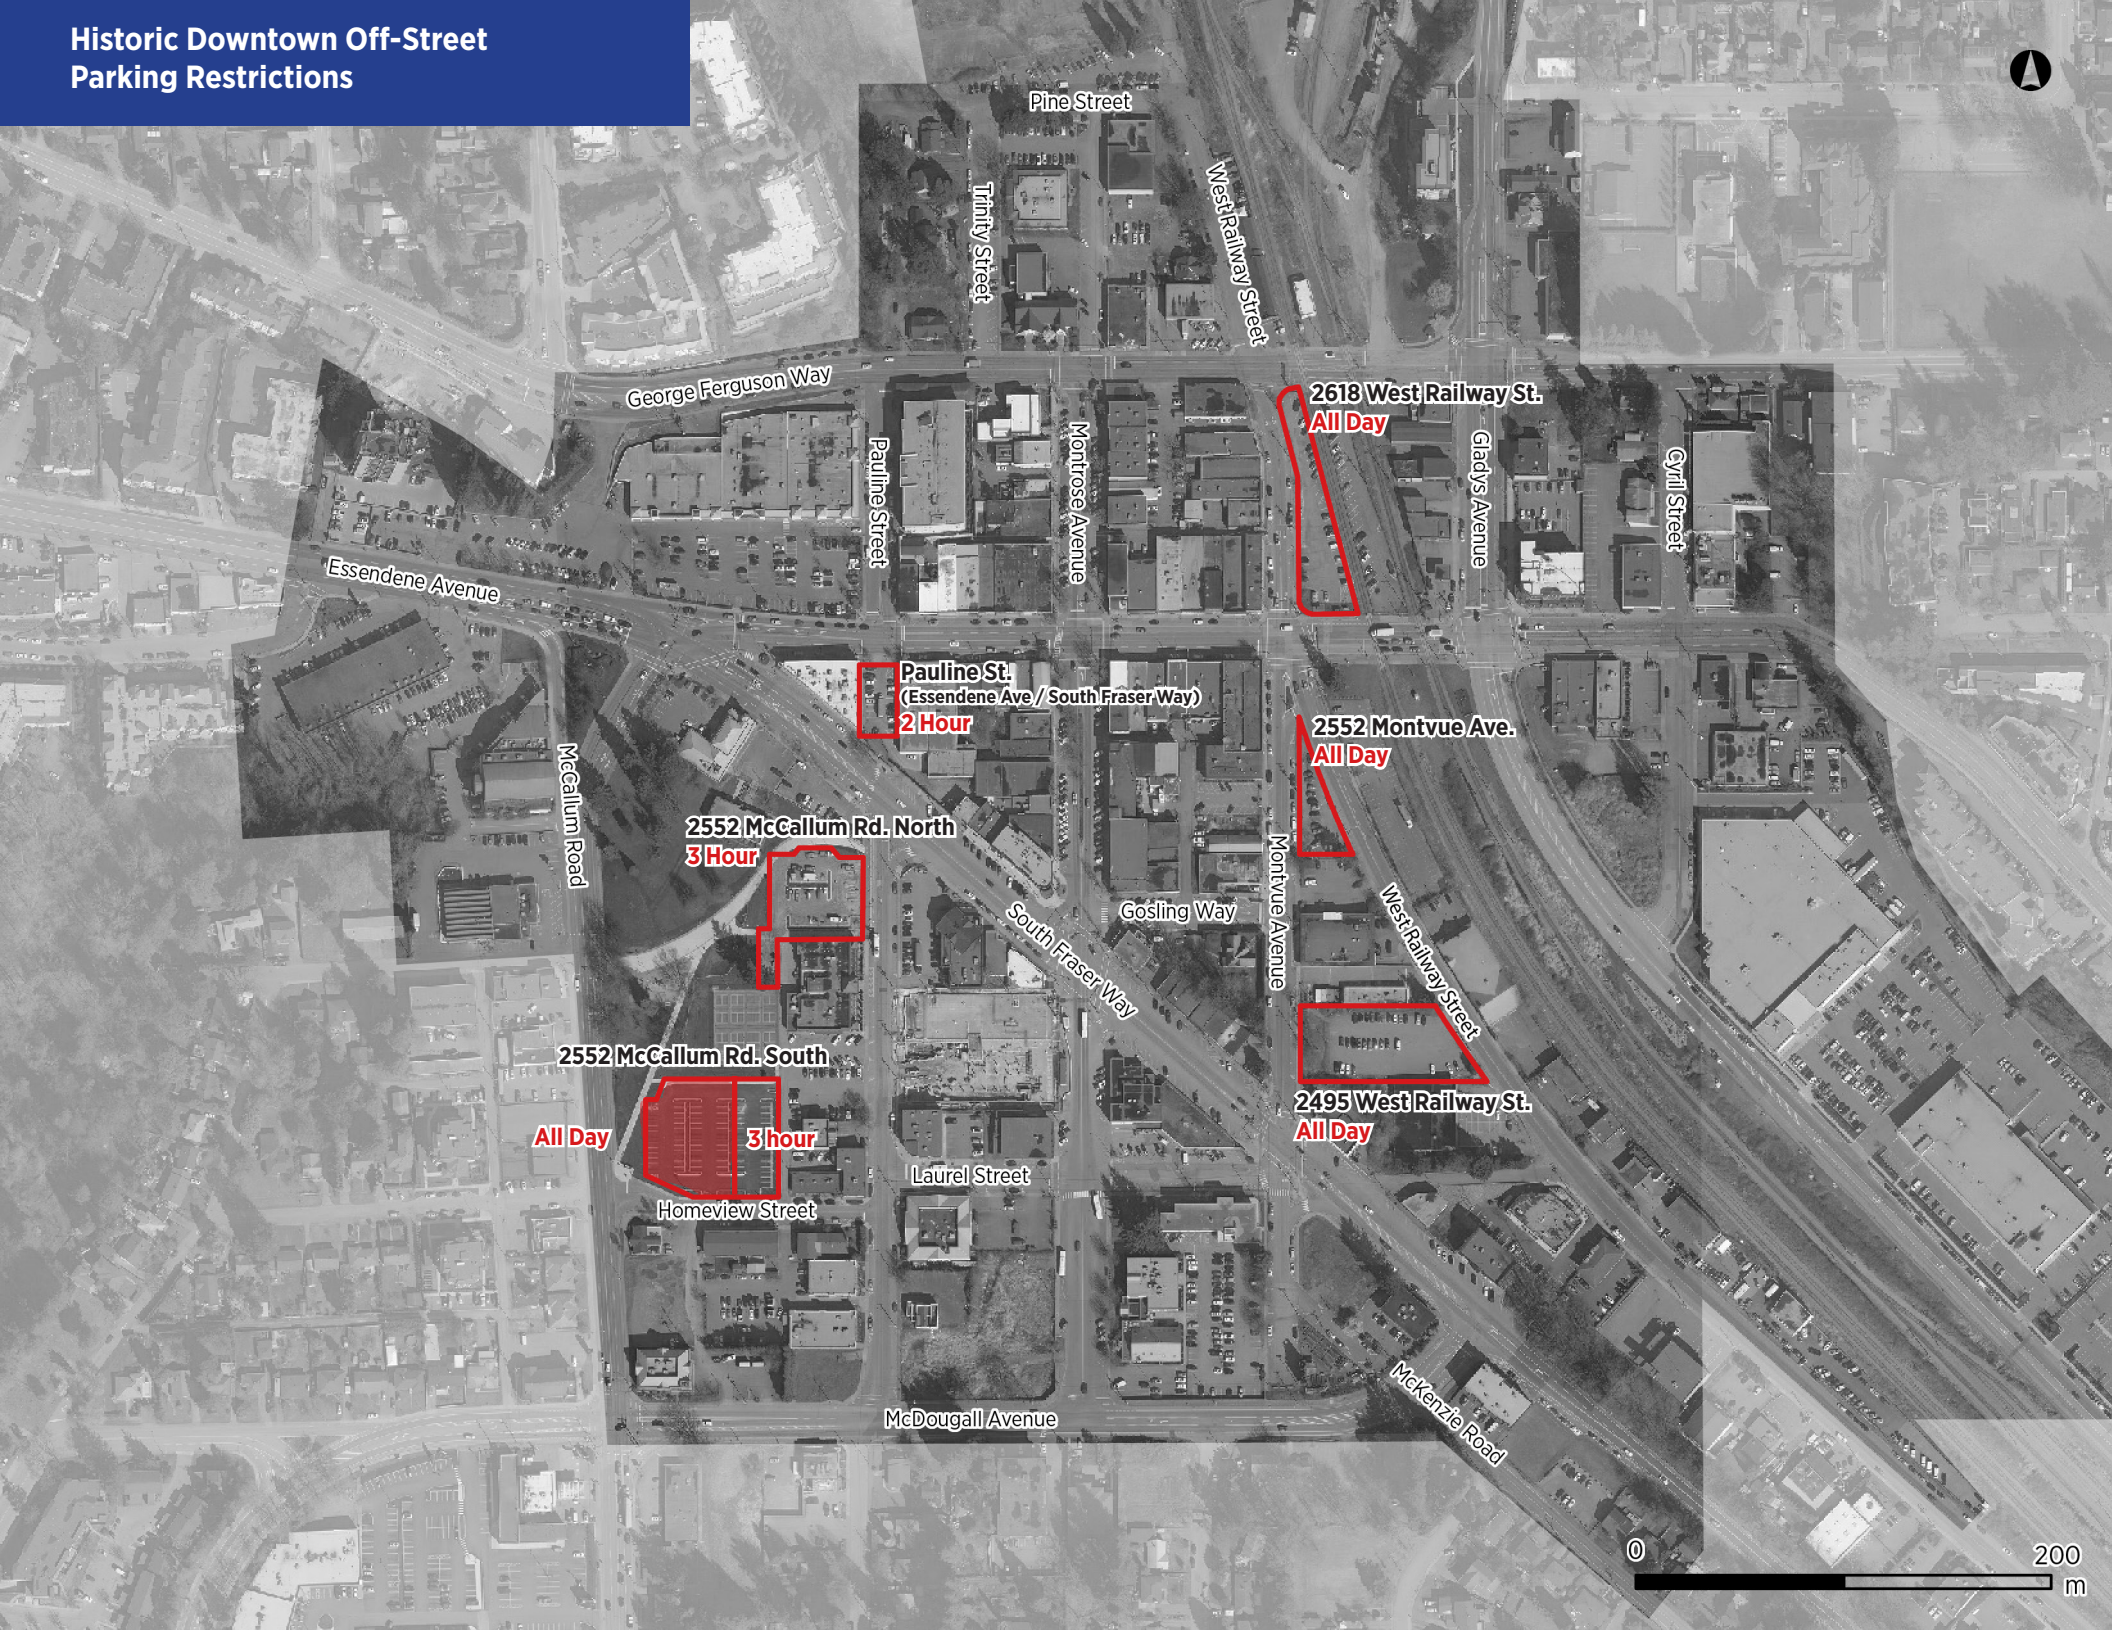 Historic Downtown Off-Street
Parking Restrictions
Pine Street
Trinity Street
West Railway Street
George Ferguson Way
2618 West Railway St.
All Day
Pauline Street
Montrose Avenue
Gladys Avenue
Cyril Street
Essendene Avenue
Pauline St.
(Essendene Ave / South Fraser Way)
2 Hour
2552 Montvue Ave.
All Day
McCallum Road
2552 McCallum Rd. North
3 Hour
Montvue Avenue
Gosling Way
South Fraser Way
West Railway Street
2552 McCallum Rd. South
All Day
3 hour
2495 West Railway St.
All Day
Laurel Street
Homeview Street
McDougall Avenue
McKenzie Road
0
200
m